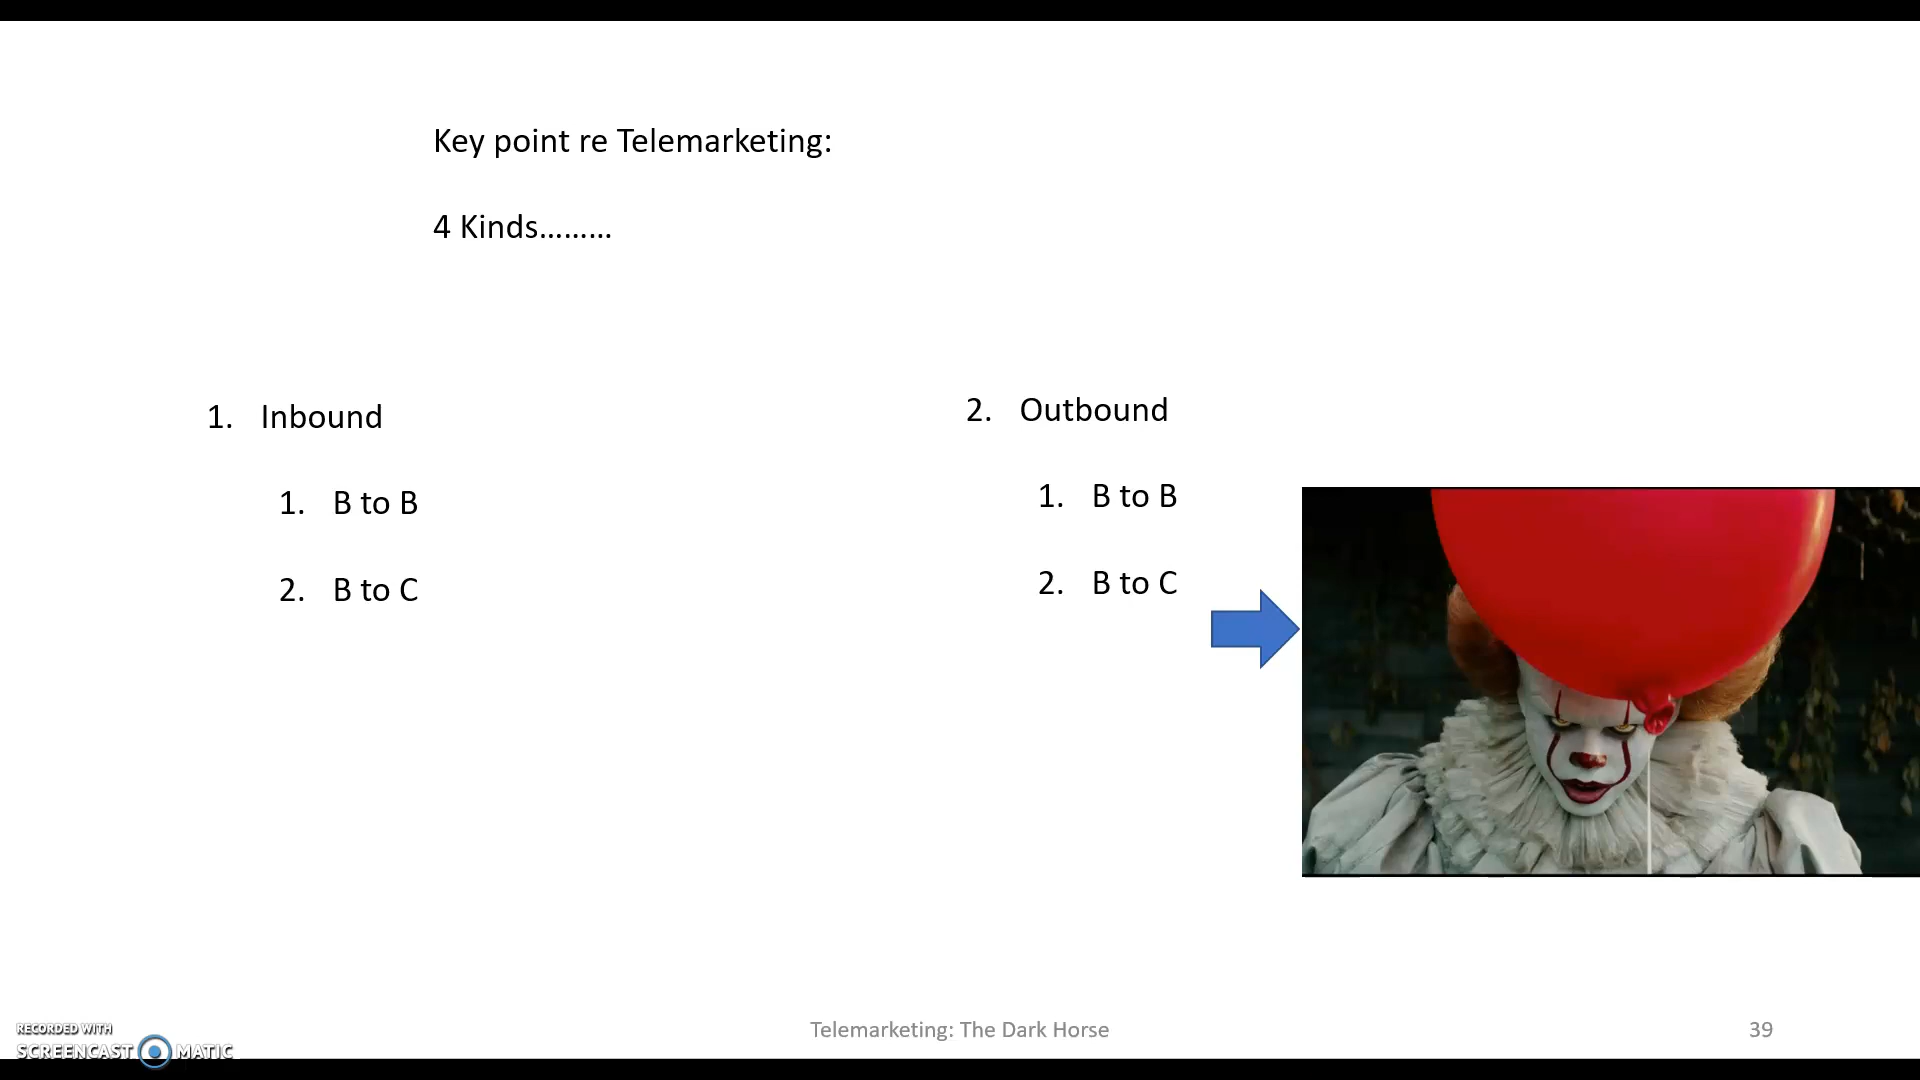 Key point re Telemarketing:
4 Kinds.........
1. Inbound
1. B to B
2. B to C
2. Outbound
1. B to B
2. B to C
Telemarketing: The Dark Horse
39
RECORDED WITH
SCREENCAST MATIC